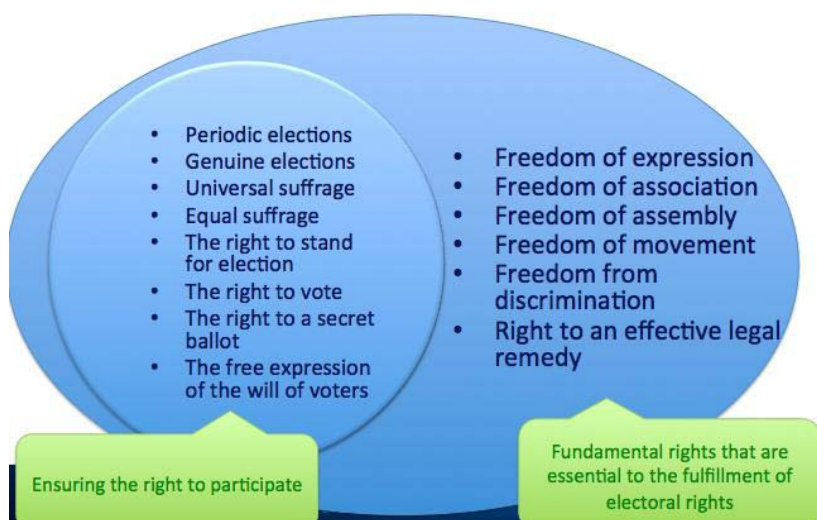 • Periodic elections
• Genuine elections
• Universal suffrage
• Equal suffrage
• The right to stand
for election
• The right to vote
• The right to a secret
ballot
• The free expression
of the will of voters
• Freedom of expression
• Freedom of association
• Freedom of assembly
• Freedom of movement
• Freedom from
discrimination
• Right to an effective legal
remedy
Ensuring the right to participate
Fundamental rights that are
essential to the fulfillment of
electoral rights